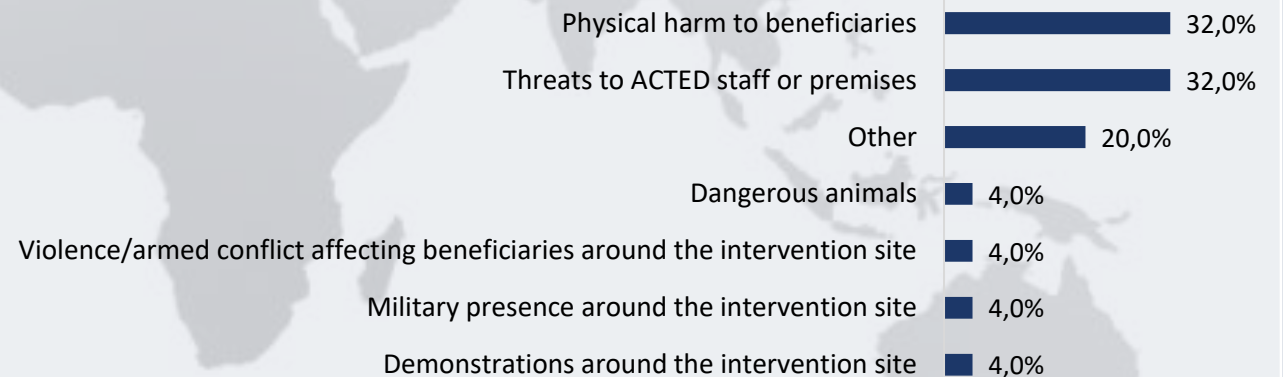 Physical harm to beneficiaries 32,0%
Threats to ACTED staff or premises 32,0%
Other 20,0%
Dangerous animals 4,0%
Violence/armed conflict affecting beneficiaries around the intervention site 4,0%
Military presence around the intervention site 4,0%
Demonstrations around the intervention site 4,0%